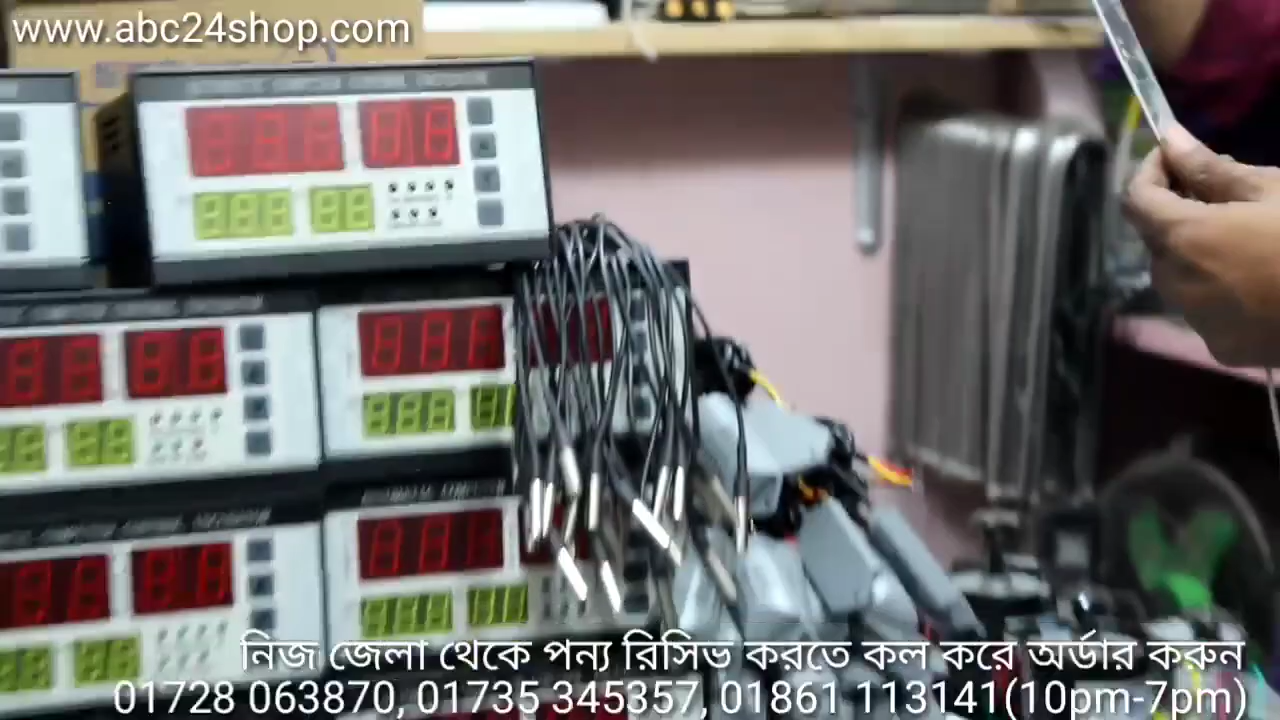 www.abc24shop.com
নিজ জেলা থেকে পন্য রিসিভ করতে কল করে অর্ডার করুন
01728 063870, 01735 345357, 01861 113141(10pm-7pm)